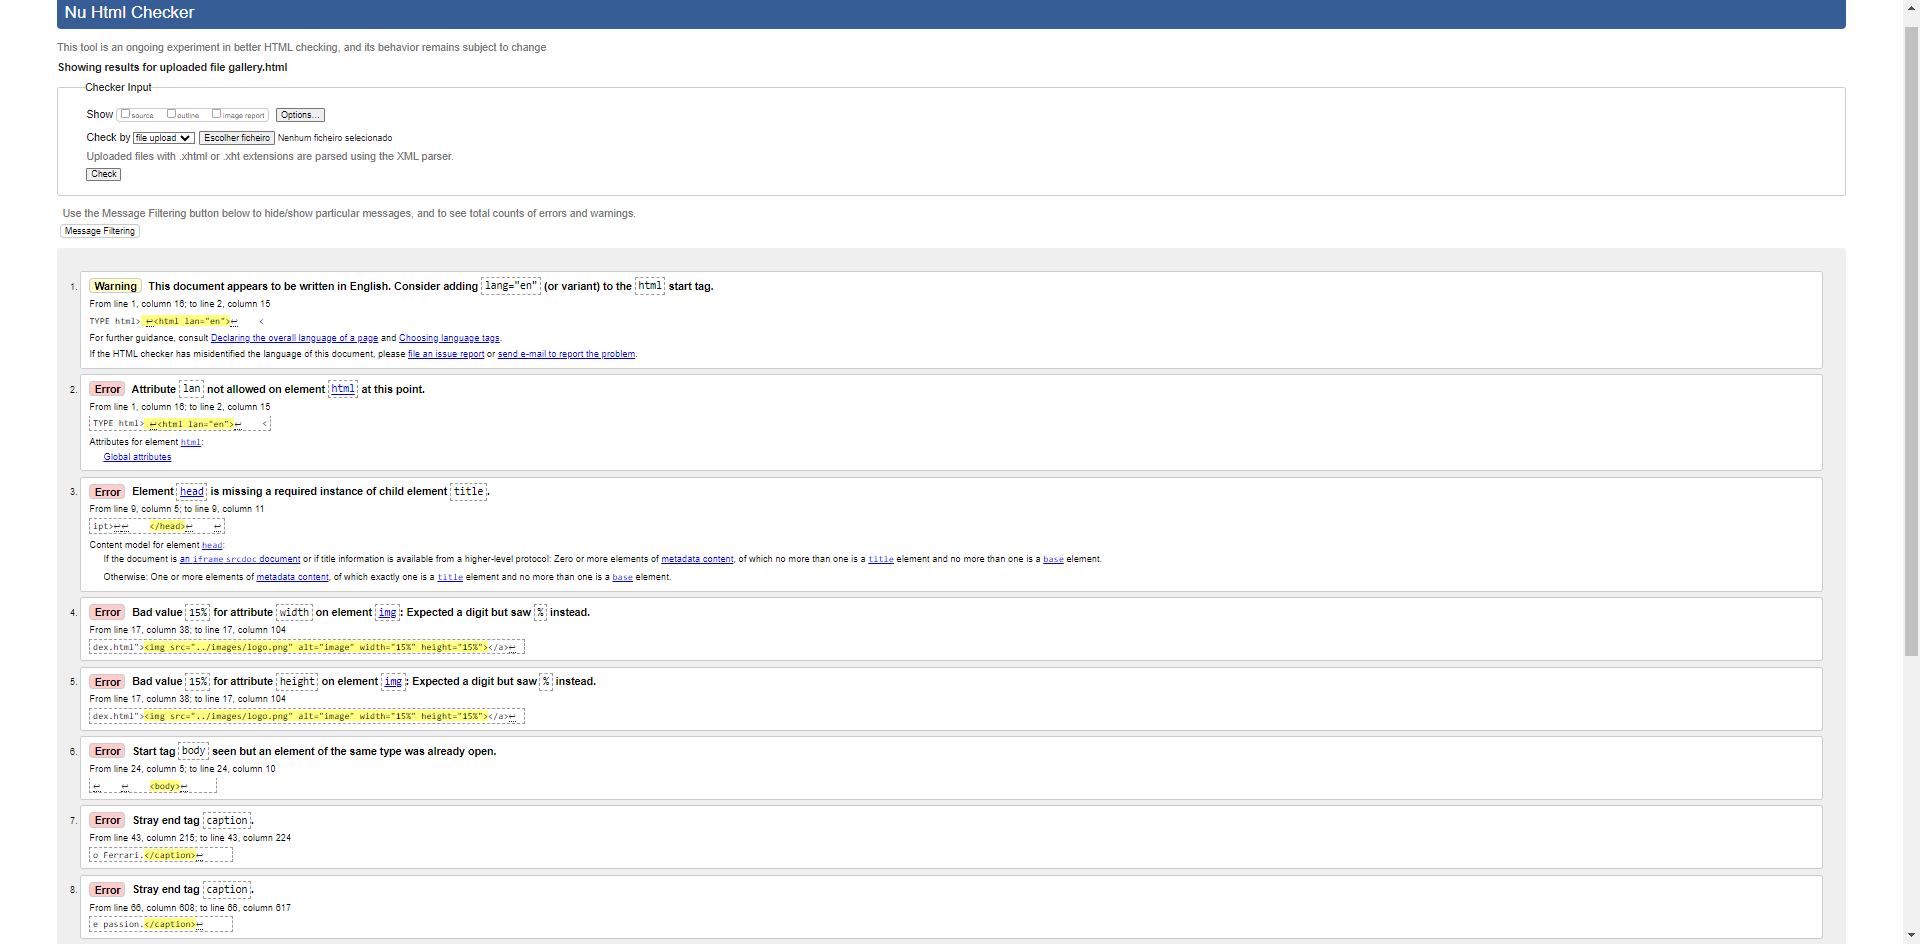 Nu Html Checker
This tool is an ongoing experiment in better HTML checking, and its behavior remains subject to change
Showing results for uploaded file gallery.html
Checker Input
Show source outline image report Options...
Check by file upload Escolher ficheiro Nenhum ficheiro selecionado
Uploaded files with .xhtml or .xht extensions are parsed using the XML parser.
Check
Use the Message Filtering button below to hide/show particular messages, and to see total counts of errors and warnings.
Message Filtering
1. Warning This document appears to be written in English. Consider adding lang="en" (or variant) to the html start tag.
From line 1, column 16; to line 2, column 15
TYPE html> ↩<html lan="en">↩ <
For further guidance, consult Declaring the overall language of a page and Choosing language tags.
If the HTML checker has misidentified the language of this document, please file an issue report or send e-mail to report the problem.
2. Error Attribute lan not allowed on element html at this point.
From line 1, column 16; to line 2, column 15
TYPE html> ↩<html lan="en">↩ <
Attributes for element html:
Global attributes
3. Error Element head is missing a required instance of child element title.
From line 9, column 5; to line 9, column 11
ipt>↩↩ </head>↩ ↩
Content model for element head:
If the document is an iframe srcdoc document or if title information is available from a higher-level protocol: Zero or more elements of metadata content, of which no more than one is a title element and no more than one is a base element.
Otherwise: One or more elements of metadata content, of which exactly one is a title element and no more than one is a base element.
4. Error Bad value 15% for attribute width on element img: Expected a digit but saw % instead.
From line 17, column 38; to line 17, column 104
dex.html"><img src="../images/logo.png" alt="image" width="15%" height="15%"></a>↩
5. Error Bad value 15% for attribute height on element img: Expected a digit but saw % instead.
From line 17, column 38; to line 17, column 104
dex.html"><img src="../images/logo.png" alt="image" width="15%" height="15%"></a>↩
6. Error Start tag body seen but an element of the same type was already open.
From line 24, column 5; to line 24, column 10
↩ ↩ <body>↩
7. Error Stray end tag caption.
From line 43, column 215; to line 43, column 224
o Ferrari.</caption>↩
8. Error Stray end tag caption.
From line 66, column 608; to line 66, column 617
e passion.</caption>↩